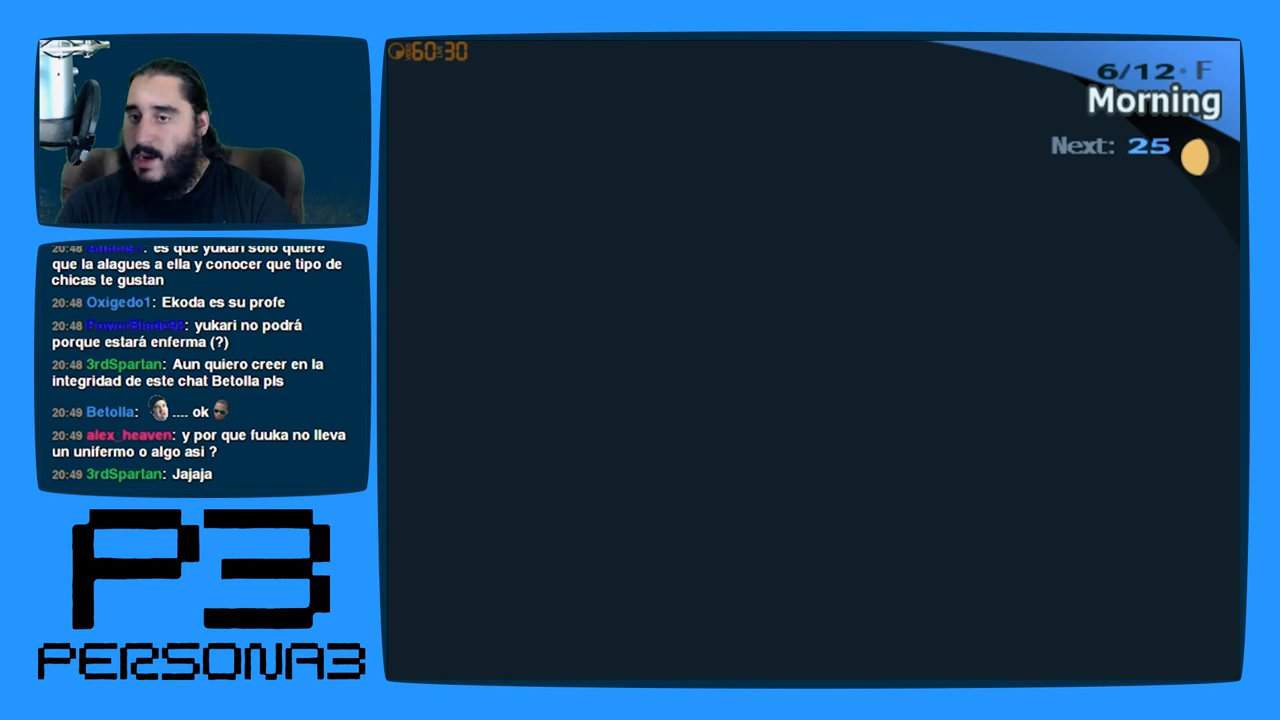 60 30
6/12 · F
Morning
Next: 25
20:48 : es que yukari solo quiere
que la alagues a ella y conocer que tipo de
chicas te gustan
20:48 Oxigedo1: Ekoda es su profe
20:48 : yukari no podrá
porque estará enferma (?)
20:48 3rdSpartan: Aun quiero creer en la
integridad de este chat Betolla pls
20:49 Betolla: .... ok
20:49 alex_heaven: y por que fuuka no lleva
un unifermo o algo asi ?
20:49 3rdSpartan: Jajaja
P3
PERSONA3